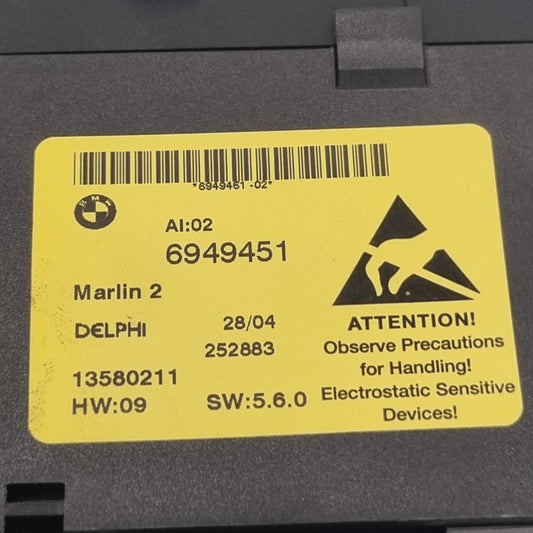 *6949451 -02*
BMW
AI:02
6949451
Marlin 2
DELPHI
28/04
252883
13580211
HW:09
SW:5.6.0
ATTENTION!
Observe Precautions
for Handling!
Electrostatic Sensitive
Devices!